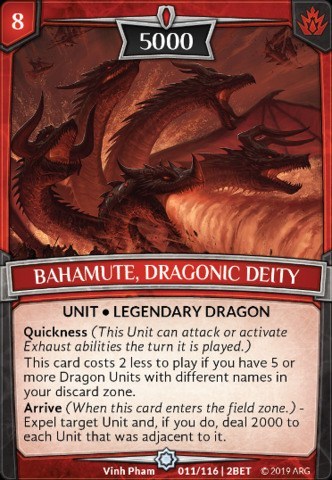 8
5000
BAHAMUTE, DRAGONIC DEITY
UNIT ● LEGENDARY DRAGON
Quickness (This Unit can attack or activate
Exhaust abilities the turn it is played.)
This card costs 2 less to play if you have 5 or
more Dragon Units with different names in
your discard zone.
Arrive (When this card enters the field zone.) -
Expel target Unit and, if you do, deal 2000 to
each Unit that was adjacent to it.
Vinh Pham 011/116 | 2BET © 2019 ARG